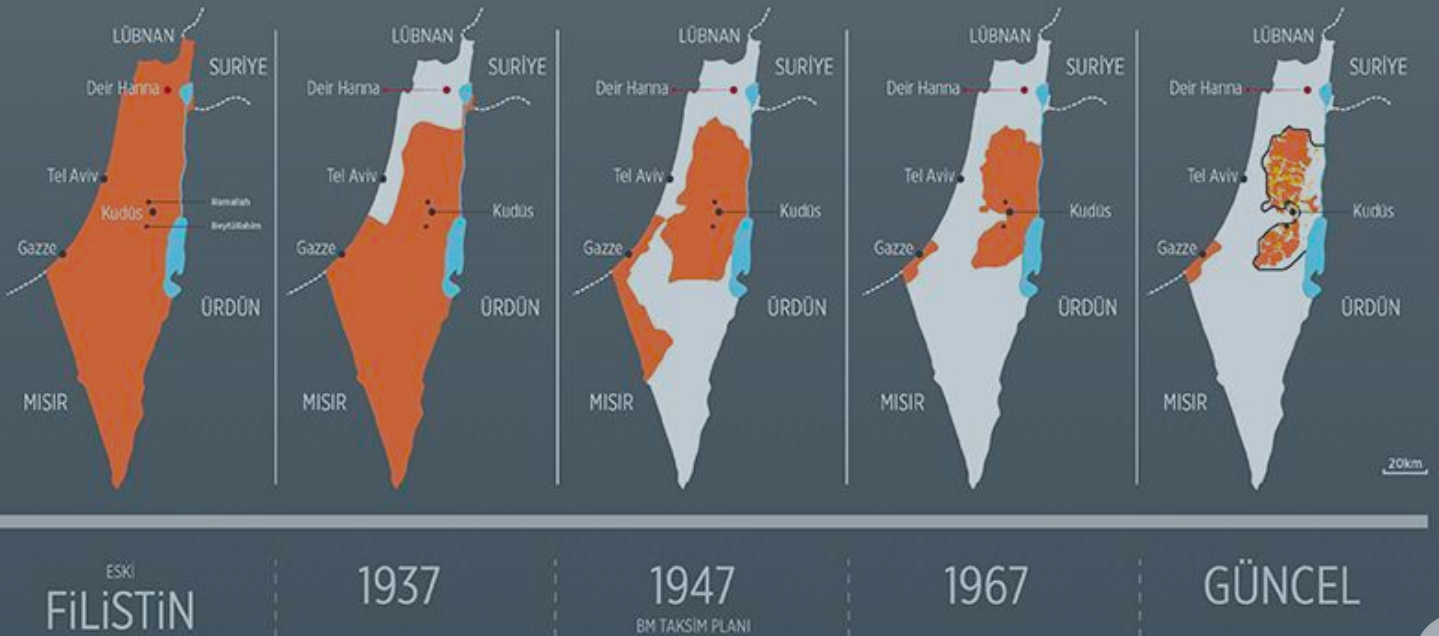 LÜBNAN
SURİYE
Deir Hanna
Tel Aviv
Ramallah
Kudüs
Beytüllahim
Gazze
ÜRDÜN
MISIR
LÜBNAN
SURİYE
Deir Hanna
Tel Aviv
Kudüs
Gazze
ÜRDÜN
MISIR
LÜBNAN
SURİYE
Deir Hanna
Tel Aviv
Kudüs
Gazze
ÜRDÜN
MISIR
LÜBNAN
SURİYE
Deir Hanna
Tel Aviv
Kudüs
Gazze
ÜRDÜN
MISIR
LÜBNAN
SURİYE
Deir Hanna
Tel Aviv
Kudüs
Gazze
ÜRDÜN
MISIR
20km
ESKİ
FİLİSTİN
1937
1947
BM TAKSİM PLANI
1967
GÜNCEL